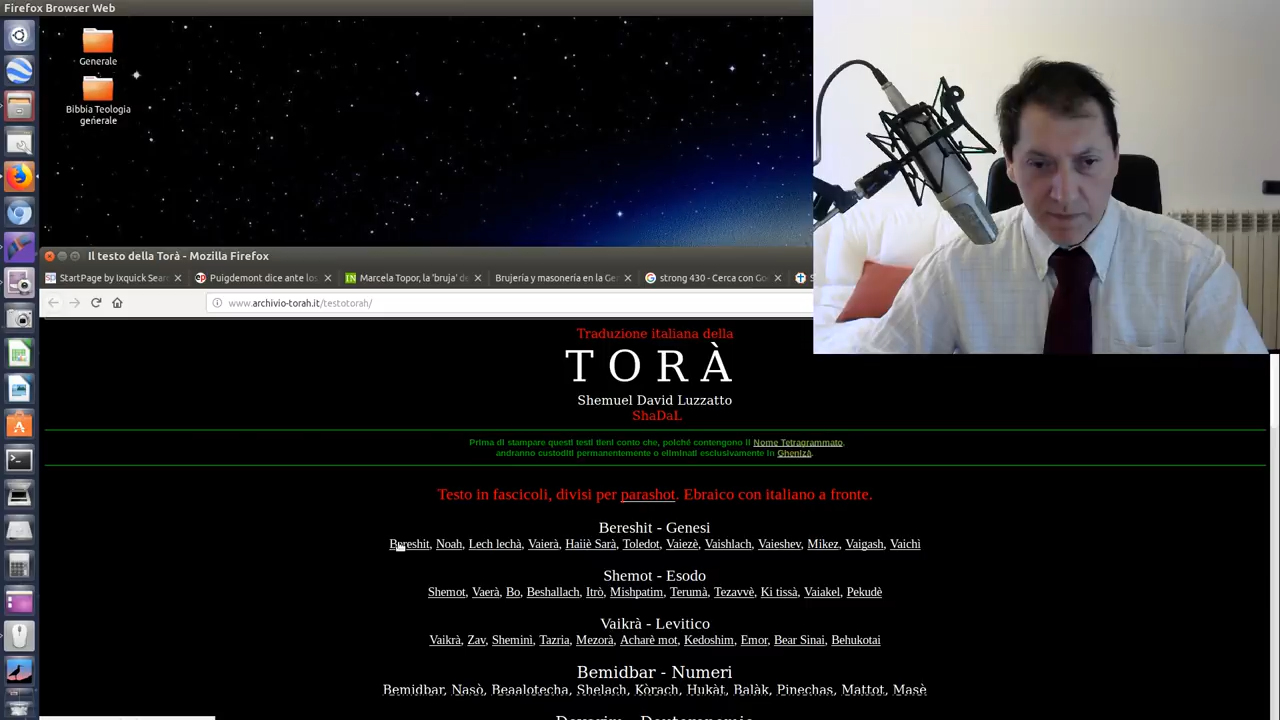 Firefox Browser Web
Generale
Bibbia Teologia
generale
Il testo della Torà - Mozilla Firefox
StartPage by Ixquick Sear
Puigdemont dice ante los
Marcela Topor, la 'bruja' de
Brujería y masonería en la Ge
strong 430 - Cerca con Go
www.archivio-torah.it/testotorah/
Traduzione italiana della
TORÀ
Shemuel David Luzzatto
ShaDaL
Prima di stampare questi testi tieni conto che, poiché contengono il Nome Tetragrammato,
andranno custoditi permanentemente o eliminati esclusivamente in Ghenizà.
Testo in fascicoli, divisi per parashot. Ebraico con italiano a fronte.
Bereshit - Genesi
Bereshit, Noah, Lech lechà, Vaierà, Haiiè Sarà, Toledot, Vaiezè, Vaishlach, Vaieshev, Mikez, Vaigash, Vaichì
Shemot - Esodo
Shemot, Vaerà, Bo, Beshallach, Itrò, Mishpatim, Terumà, Tezavvè, Ki tissà, Vaiakel, Pekudè
Vaikrà - Levitico
Vaikrà, Zav, Sheminì, Tazria, Mezorà, Acharè mot, Kedoshim, Emor, Bear Sinai, Behukotai
Bemidbar - Numeri
Bemidbar, Nasò, Beaalotecha, Shelach, Kòrach, Hukàt, Balàk, Pinechas, Mattot, Masè
Devarim - Deuteronomio